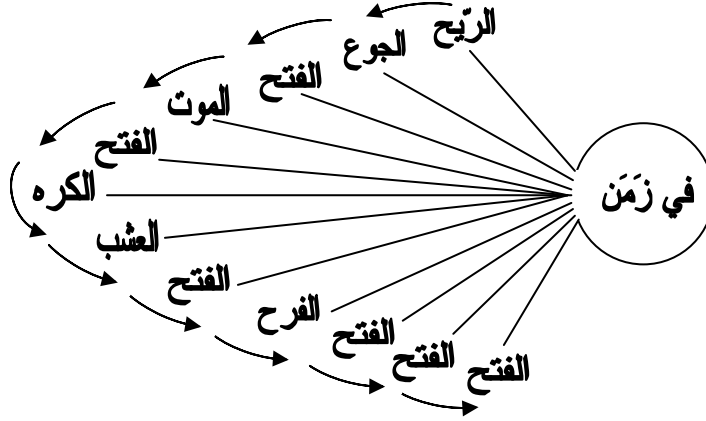 في زَمَن
الرّيح
الجوع
الفتح
الموت
الفتح
الكره
العشب
الفتح
الفرح
الفتح
الفتح
الفتح